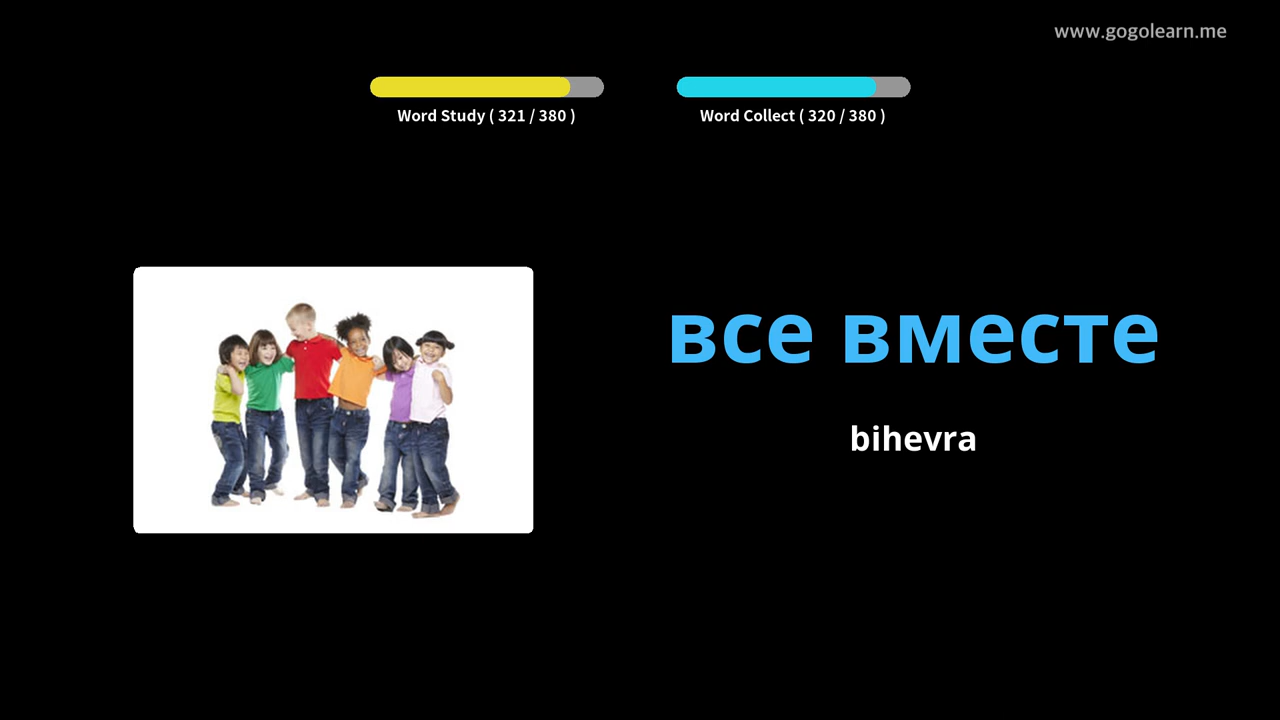 www.gogolearn.me
Word Study ( 321 / 380 )
Word Collect ( 320 / 380 )
все вместе
bihevra